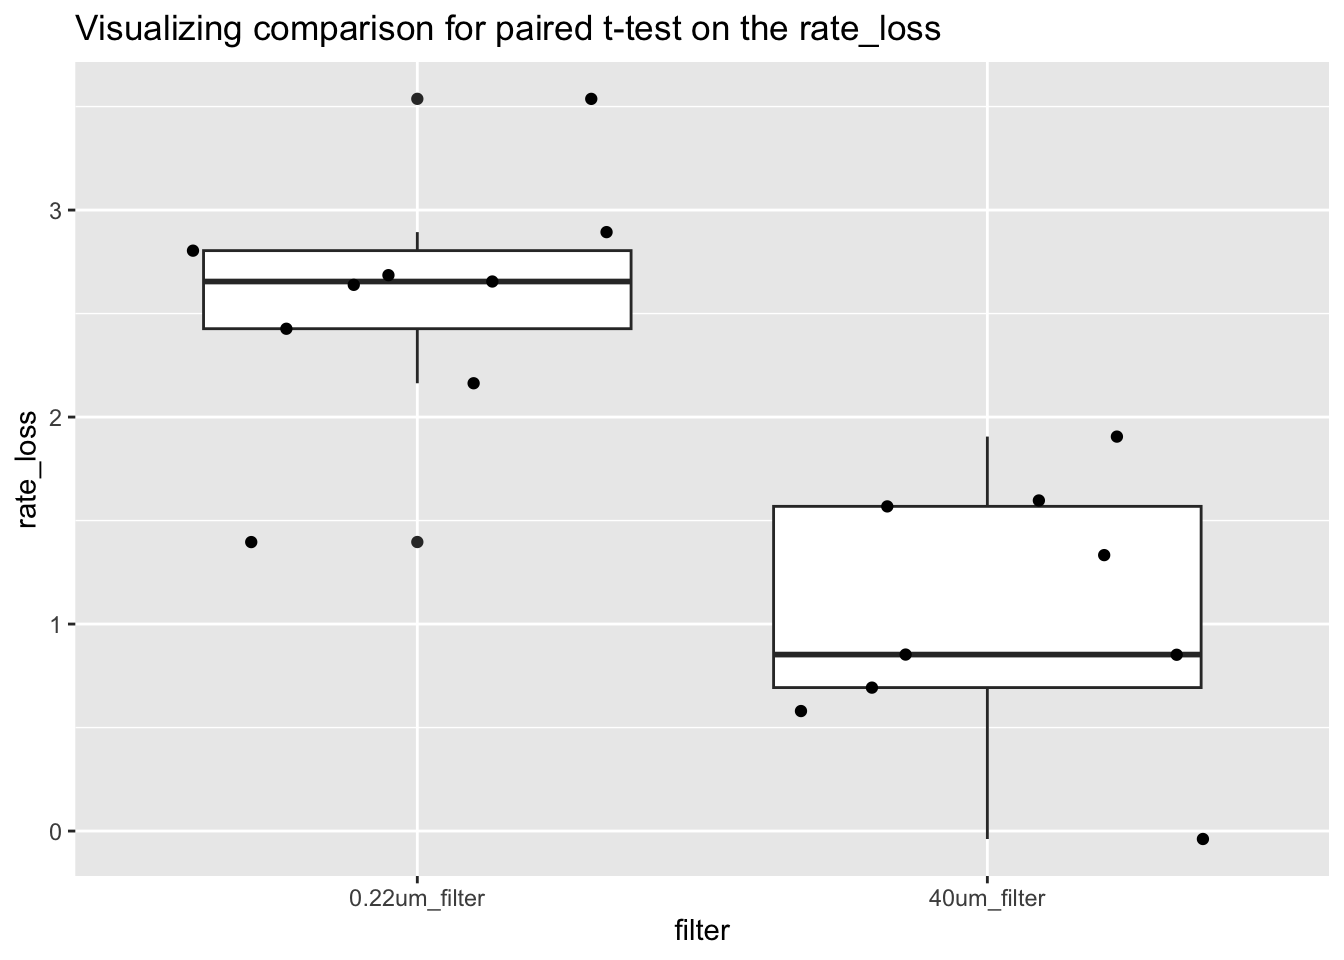 Visualizing comparison for paired t-test on the rate_loss
rate_loss
3
2
1
0
0.22um_filter
40um_filter
filter